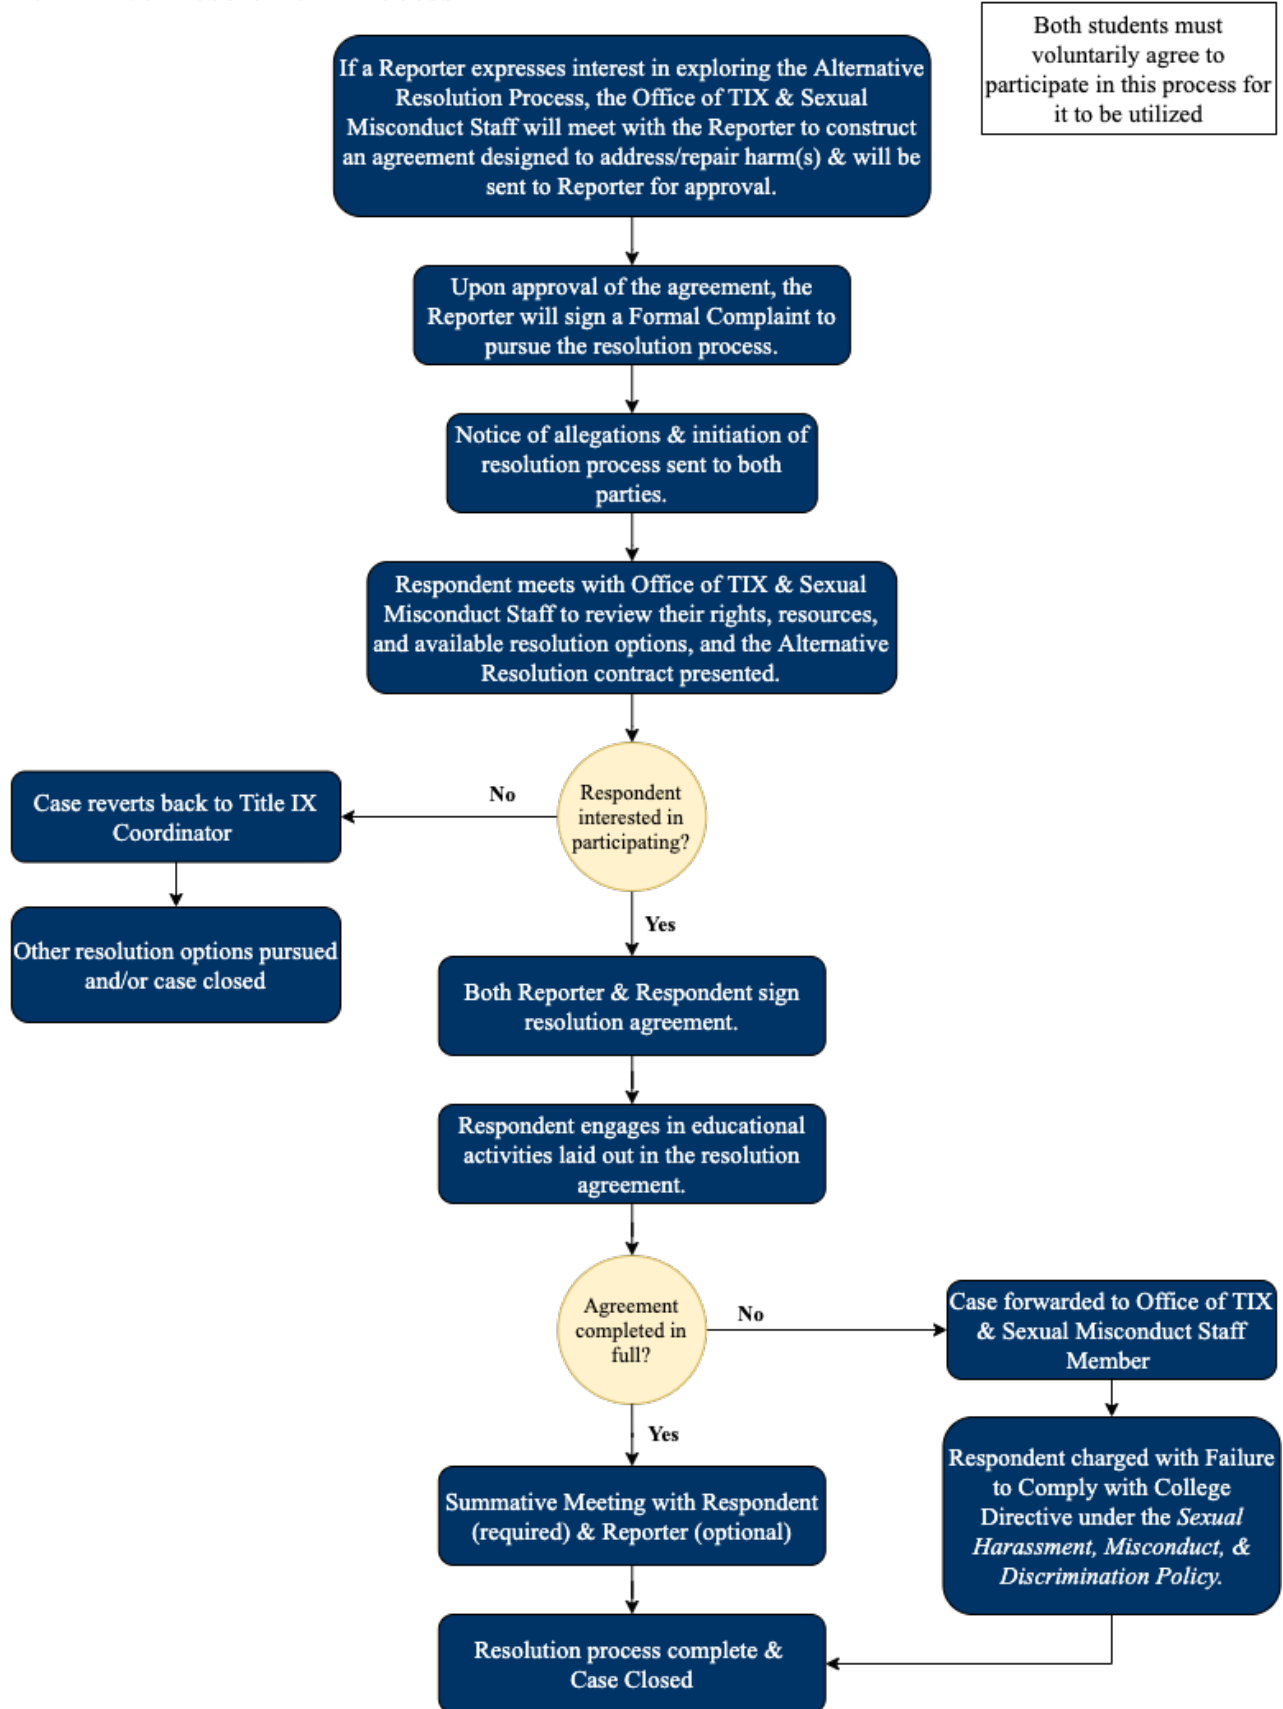 Both students must
voluntarily agree to
participate in this process for
it to be utilized
If a Reporter expresses interest in exploring the Alternative
Resolution Process, the Office of TIX & Sexual
Misconduct Staff will meet with the Reporter to construct
an agreement designed to address/repair harm(s) & will be
sent to Reporter for approval.
Upon approval of the agreement, the
Reporter will sign a Formal Complaint to
pursue the resolution process.
Notice of allegations & initiation of
resolution process sent to both
parties.
Respondent meets with Office of TIX & Sexual
Misconduct Staff to review their rights, resources,
and available resolution options, and the Alternative
Resolution contract presented.
Respondent
interested in
participating?
No
Case reverts back to Title IX
Coordinator
Other resolution options pursued
and/or case closed
Yes
Both Reporter & Respondent sign
resolution agreement.
Respondent engages in educational
activities laid out in the resolution
agreement.
Agreement
completed in
full?
No
Case forwarded to Office of TIX
& Sexual Misconduct Staff
Member
Respondent charged with Failure
to Comply with College
Directive under the Sexual
Harassment, Misconduct, &
Discrimination Policy.
Yes
Summative Meeting with Respondent
(required) & Reporter (optional)
Resolution process complete &
Case Closed